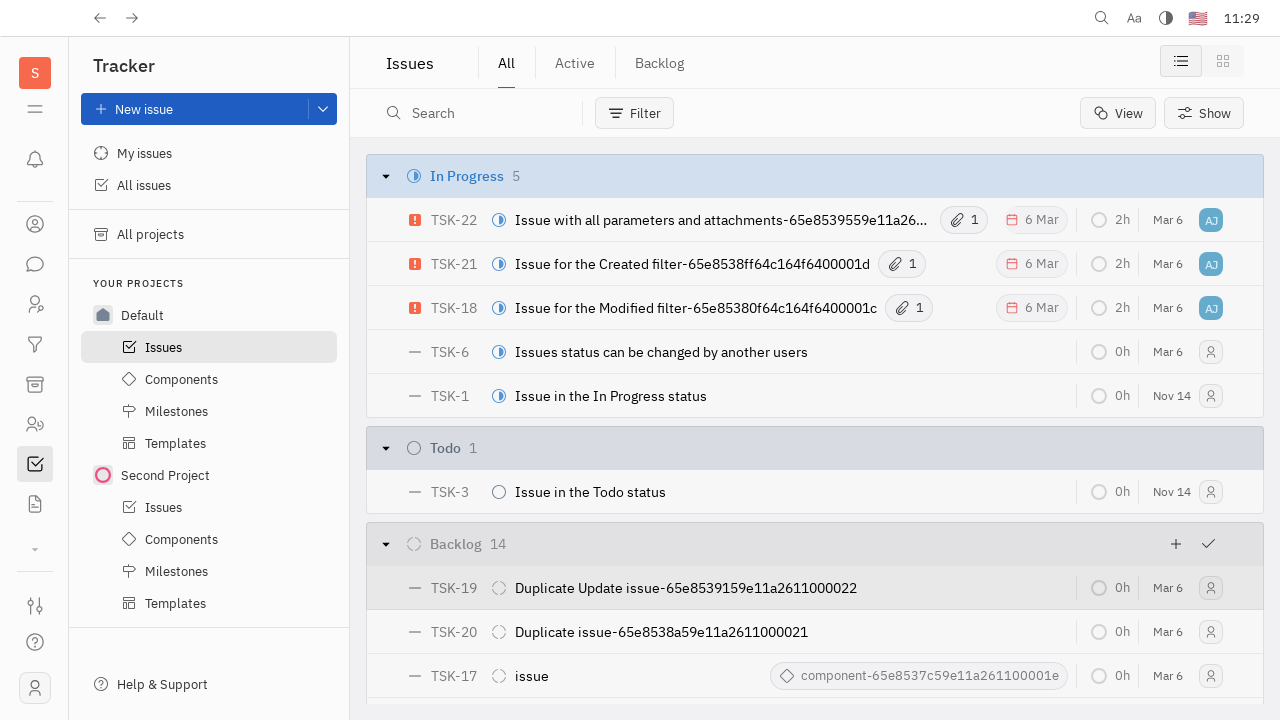 Aa
11:29
S
Tracker
New issue
My issues
All issues
All projects
YOUR PROJECTS
Default
Issues
Components
Milestones
Templates
Second Project
Issues
Components
Milestones
Templates
Help & Support
Issues
All
Active
Backlog
Search
Filter
View
Show
In Progress 5
TSK-22 Issue with all parameters and attachments-65e8539559e11a26... 1 6 Mar 2h Mar 6 AJ
TSK-21 Issue for the Created filter-65e8538ff64c164f6400001d 1 6 Mar 2h Mar 6 AJ
TSK-18 Issue for the Modified filter-65e85380f64c164f6400001c 1 6 Mar 2h Mar 6 AJ
TSK-6 Issues status can be changed by another users 0h Mar 6
TSK-1 Issue in the In Progress status 0h Nov 14
Todo 1
TSK-3 Issue in the Todo status 0h Nov 14
Backlog 14
TSK-19 Duplicate Update issue-65e8539159e11a2611000022 0h Mar 6
TSK-20 Duplicate issue-65e8538a59e11a2611000021 0h Mar 6
TSK-17 issue component-65e8537c59e11a261100001e 0h Mar 6